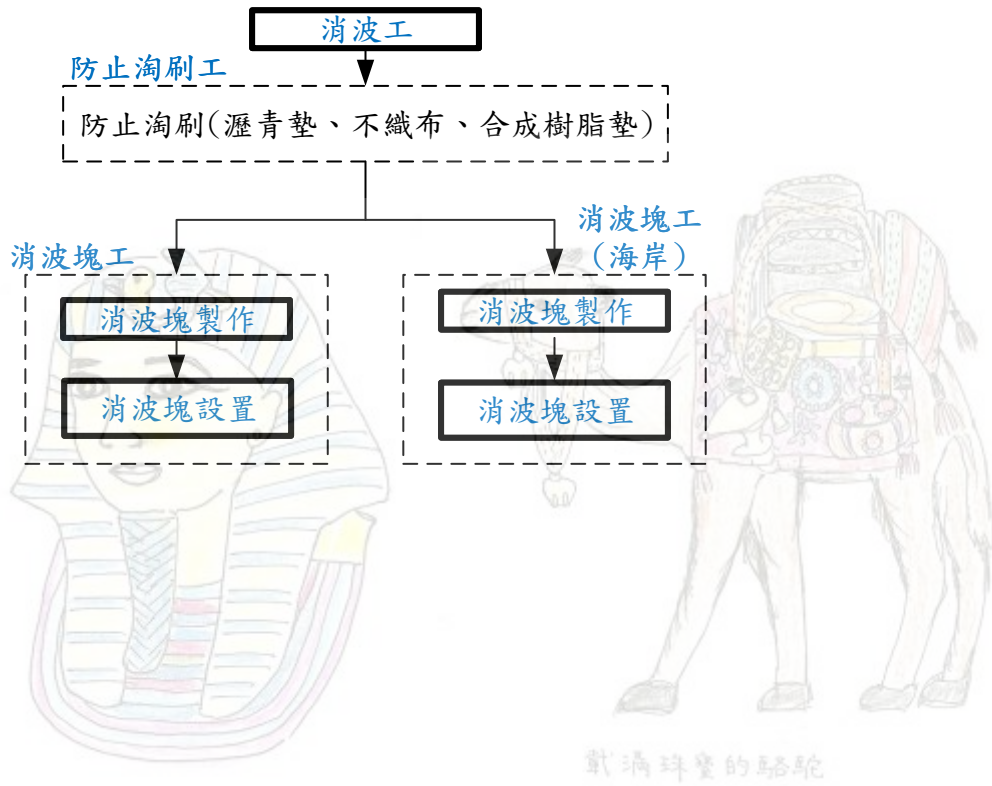 消波工
防止淘刷工
防止淘刷(瀝青墊、不織布、合成樹脂墊)
消波塊工
消波塊製作
消波塊設置
消波塊工
(海岸)
消波塊製作
消波塊設置
戴滿珠寶的駱駝